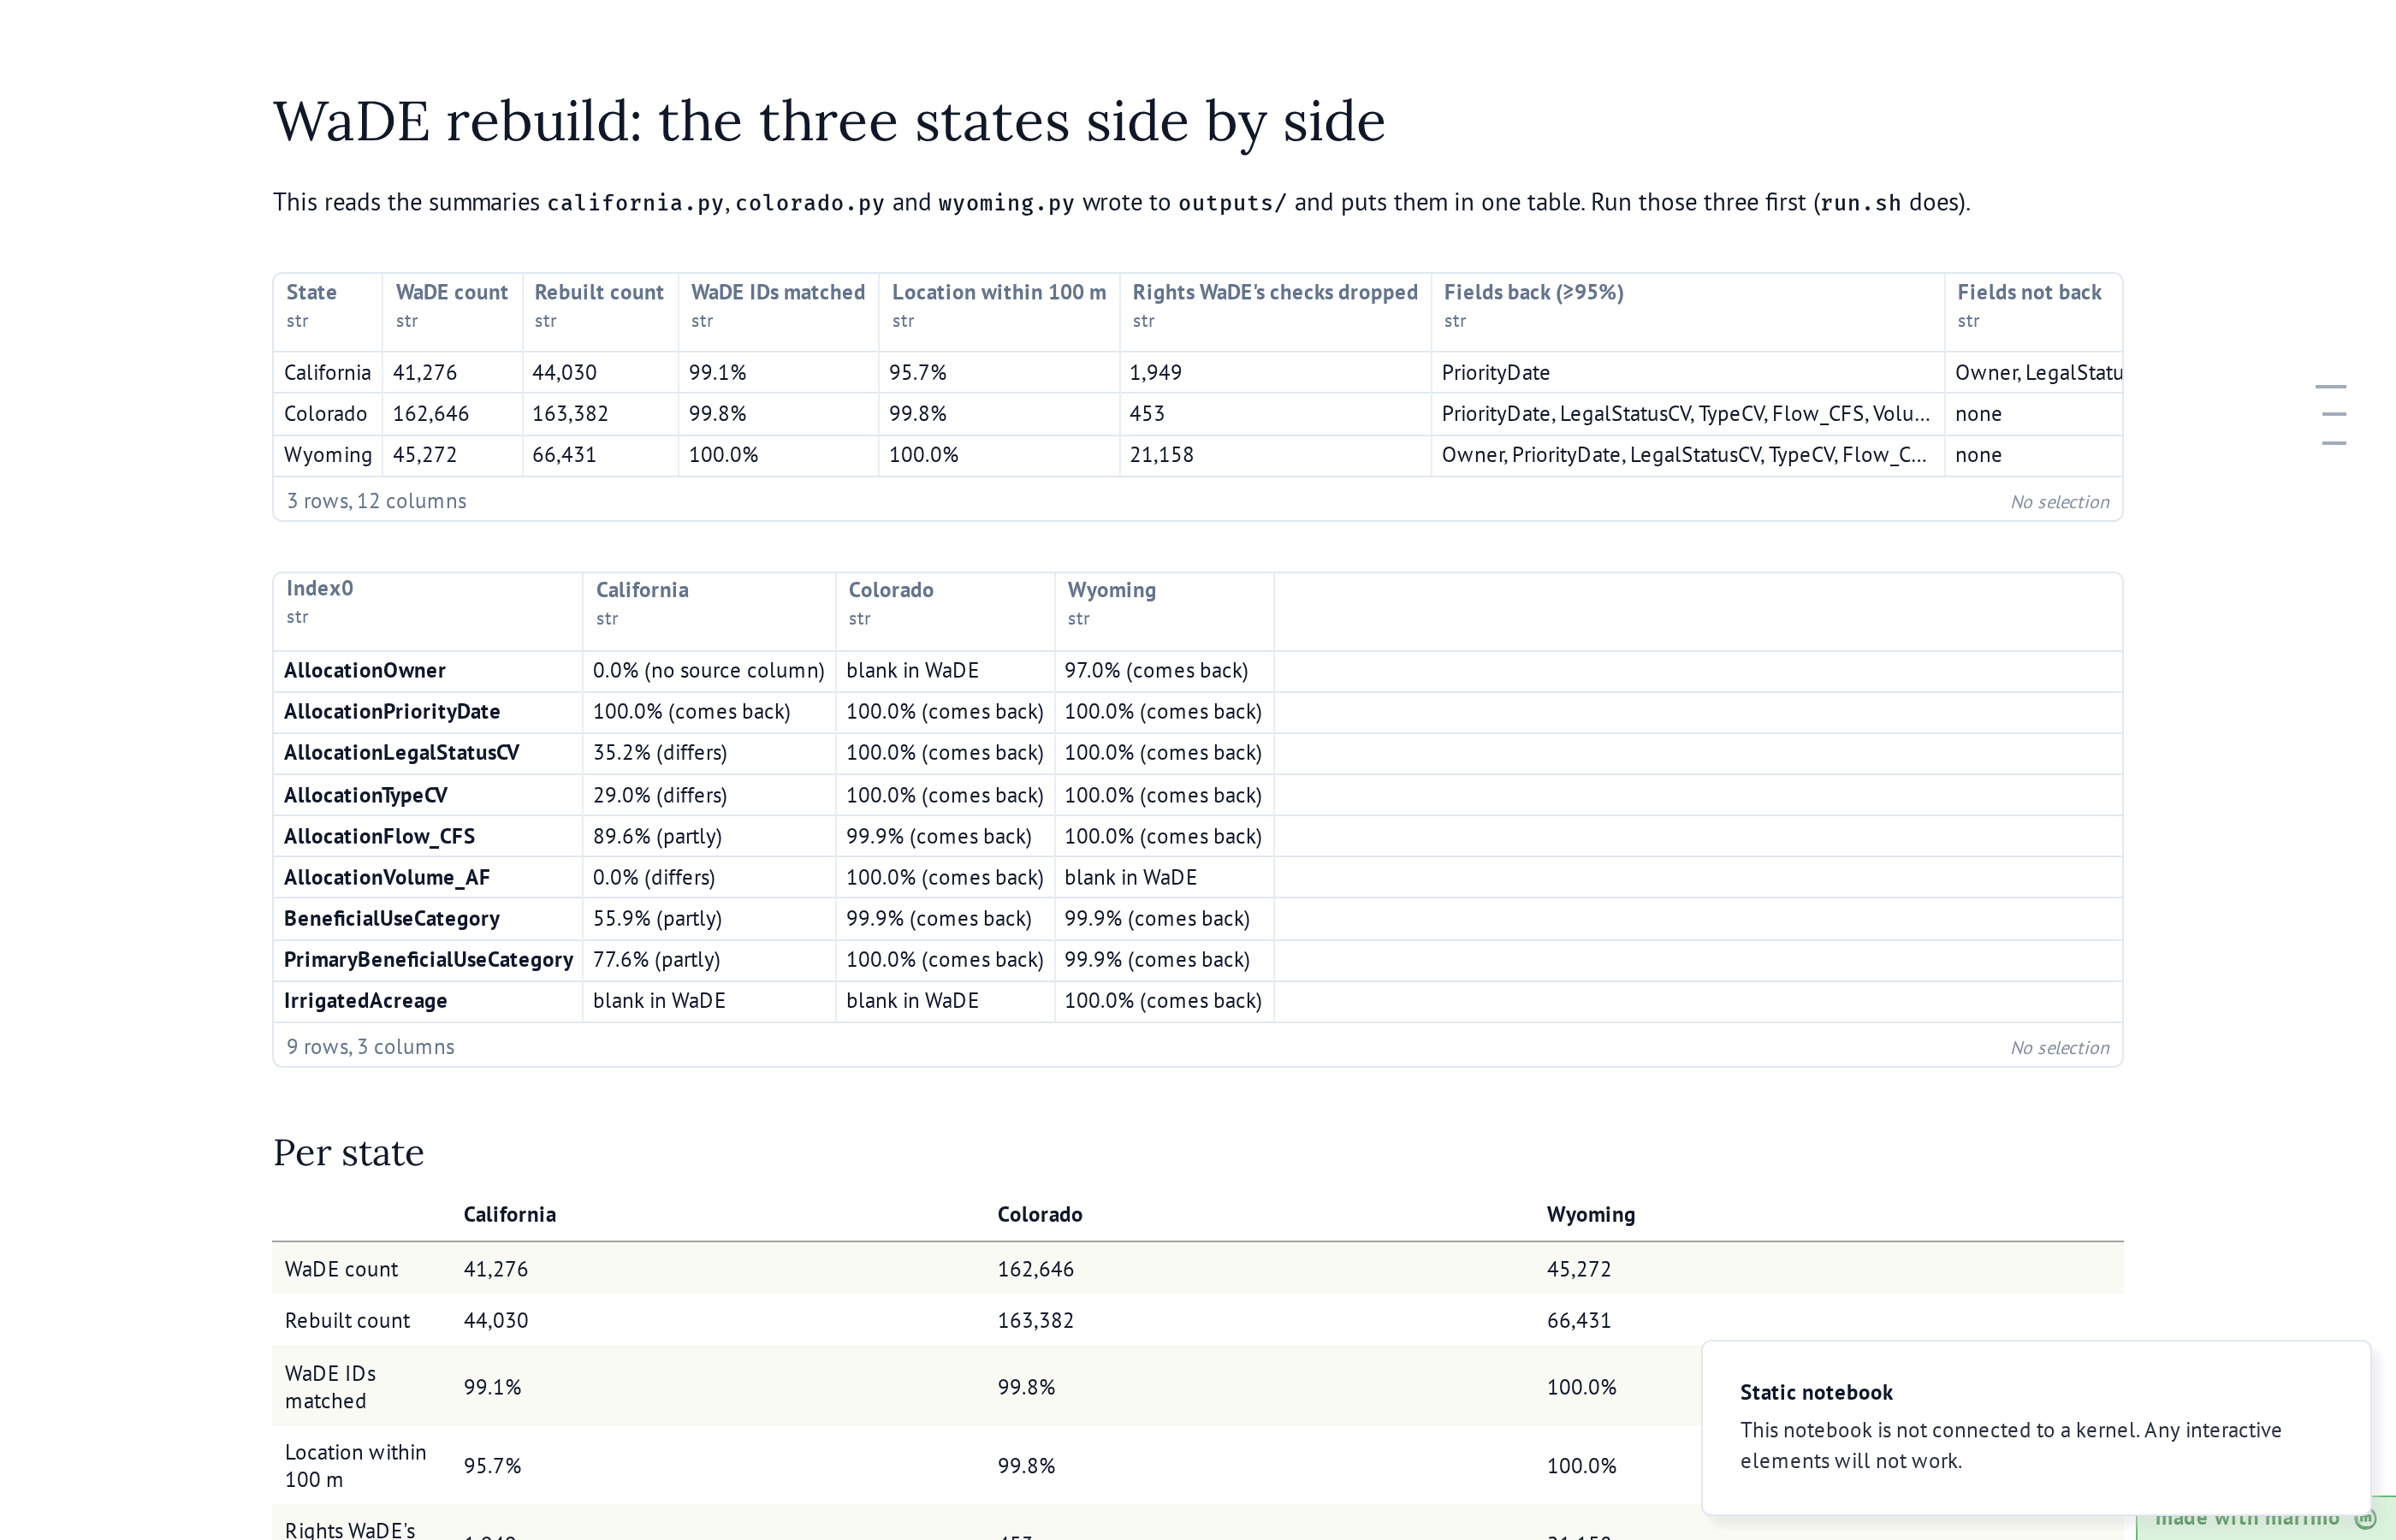 WaDE rebuild: the three states side by side
This reads the summaries california.py, colorado.py and wyoming.py wrote to outputs/ and puts them in one table. Run those three first (run.sh does).
State WaDE count Rebuilt count WaDE IDs matched Location within 100 m Rights WaDE's checks dropped Fields back (≥95%) Fields not back
str str str str str str str str
California 41,276 44,030 99.1% 95.7% 1,949 PriorityDate Owner, LegalStatu
Colorado 162,646 163,382 99.8% 99.8% 453 PriorityDate, LegalStatusCV, TypeCV, Flow_CFS, Volu... none
Wyoming 45,272 66,431 100.0% 100.0% 21,158 Owner, PriorityDate, LegalStatusCV, TypeCV, Flow_C... none
3 rows, 12 columns No selection
Index0 California Colorado Wyoming
str str str str
AllocationOwner 0.0% (no source column) blank in WaDE 97.0% (comes back)
AllocationPriorityDate 100.0% (comes back) 100.0% (comes back) 100.0% (comes back)
AllocationLegalStatusCV 35.2% (differs) 100.0% (comes back) 100.0% (comes back)
AllocationTypeCV 29.0% (differs) 100.0% (comes back) 100.0% (comes back)
AllocationFlow_CFS 89.6% (partly) 99.9% (comes back) 100.0% (comes back)
AllocationVolume_AF 0.0% (differs) 100.0% (comes back) blank in WaDE
BeneficialUseCategory 55.9% (partly) 99.9% (comes back) 99.9% (comes back)
PrimaryBeneficialUseCategory 77.6% (partly) 100.0% (comes back) 99.9% (comes back)
IrrigatedAcreage blank in WaDE blank in WaDE 100.0% (comes back)
9 rows, 3 columns No selection
Per state
California Colorado Wyoming
WaDE count 41,276 162,646 45,272
Rebuilt count 44,030 163,382 66,431
WaDE IDs
matched 99.1% 99.8% 100.0%
Location within
100 m 95.7% 99.8% 100.0%
Rights WaDE's
Static notebook
This notebook is not connected to a kernel. Any interactive
elements will not work.
made with marimo